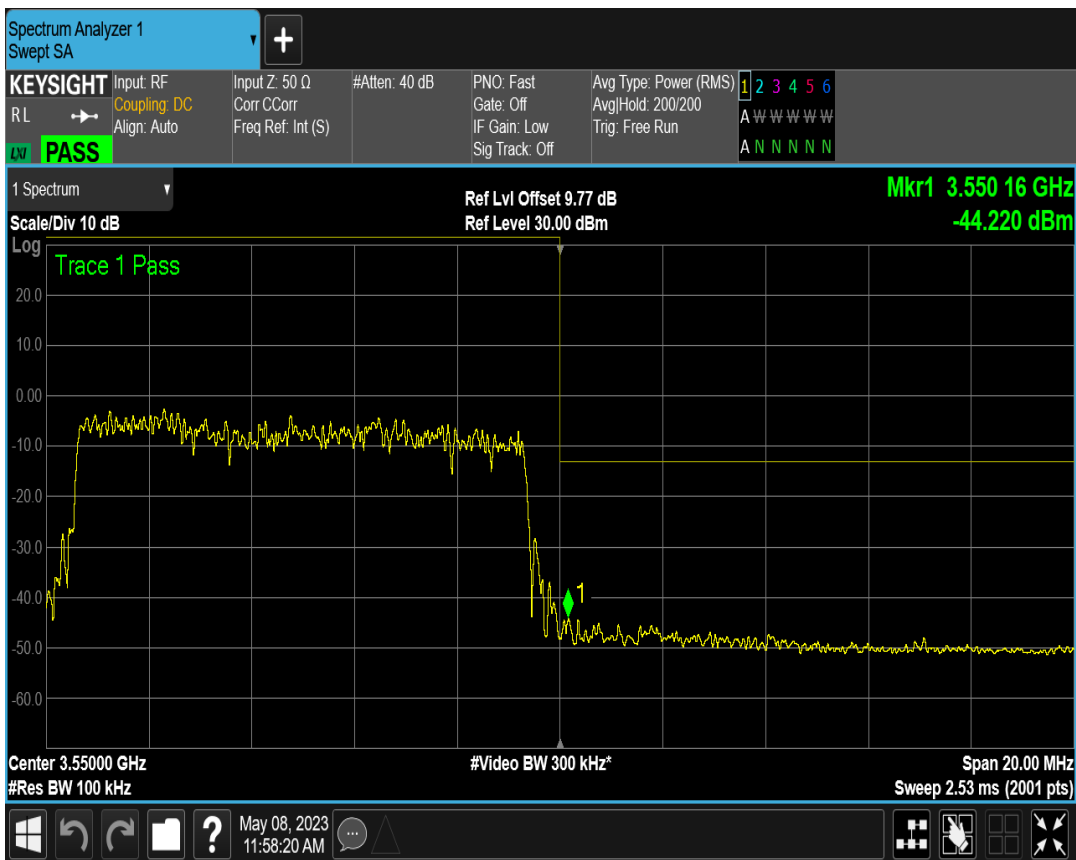 Spectrum Analyzer 1
Swept SA
+
KEYSIGHT
RL
LXI PASS
Input: RF
Coupling: DC
Align: Auto
Input Z: 50 Ω
Corr CCorr
Freq Ref: Int (S)
#Atten: 40 dB
PNO: Fast
Gate: Off
IF Gain: Low
Sig Track: Off
Avg Type: Power (RMS)
Avg|Hold: 200/200
Trig: Free Run
1 2 3 4 5 6
A W W W W W
A N N N N N
1 Spectrum
Scale/Div 10 dB
Ref Lvl Offset 9.77 dB
Ref Level 30.00 dBm
Mkr1 3.550 16 GHz
-44.220 dBm
Log
Trace 1 Pass
20.0
10.0
0.00
-10.0
-20.0
-30.0
-40.0
1
-50.0
-60.0
Center 3.55000 GHz
#Video BW 300 kHz*
Span 20.00 MHz
#Res BW 100 kHz
Sweep 2.53 ms (2001 pts)
?
May 08, 2023
11:58:20 AM